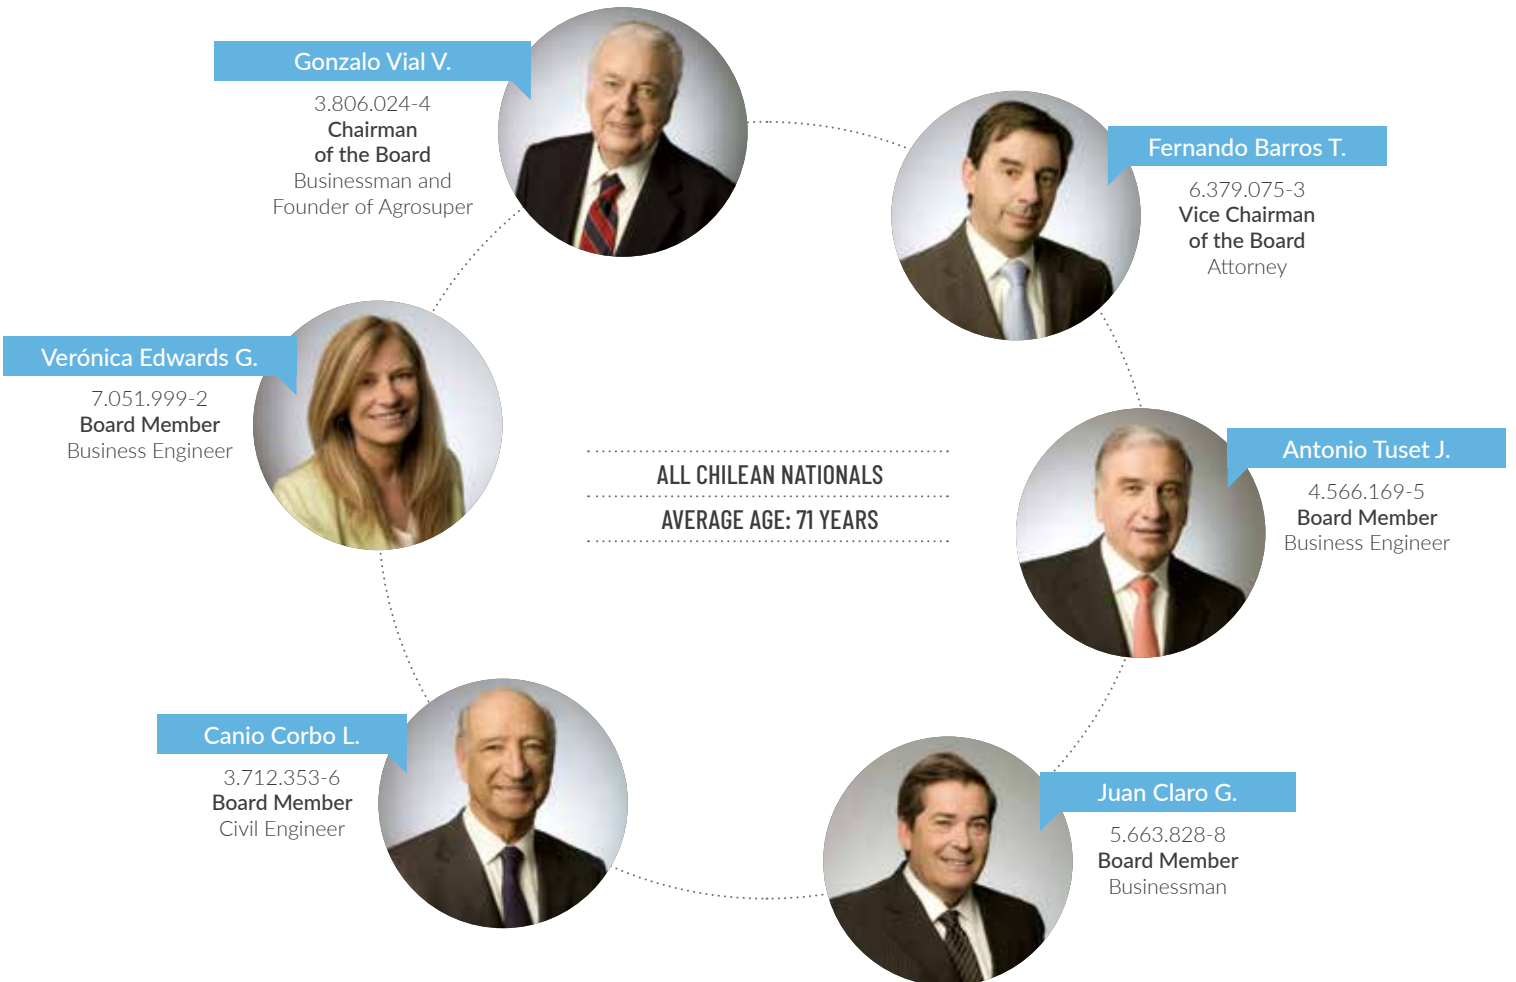 Gonzalo Vial V.
3.806.024-4
Chairman
of the Board
Businessman and
Founder of Agrosuper
Fernando Barros T.
6.379.075-3
Vice Chairman
of the Board
Attorney
Verónica Edwards G.
7.051.999-2
Board Member
Business Engineer
ALL CHILEAN NATIONALS
AVERAGE AGE: 71 YEARS
Antonio Tuset J.
4.566.169-5
Board Member
Business Engineer
Canio Corbo L.
3.712.353-6
Board Member
Civil Engineer
Juan Claro G.
5.663.828-8
Board Member
Businessman